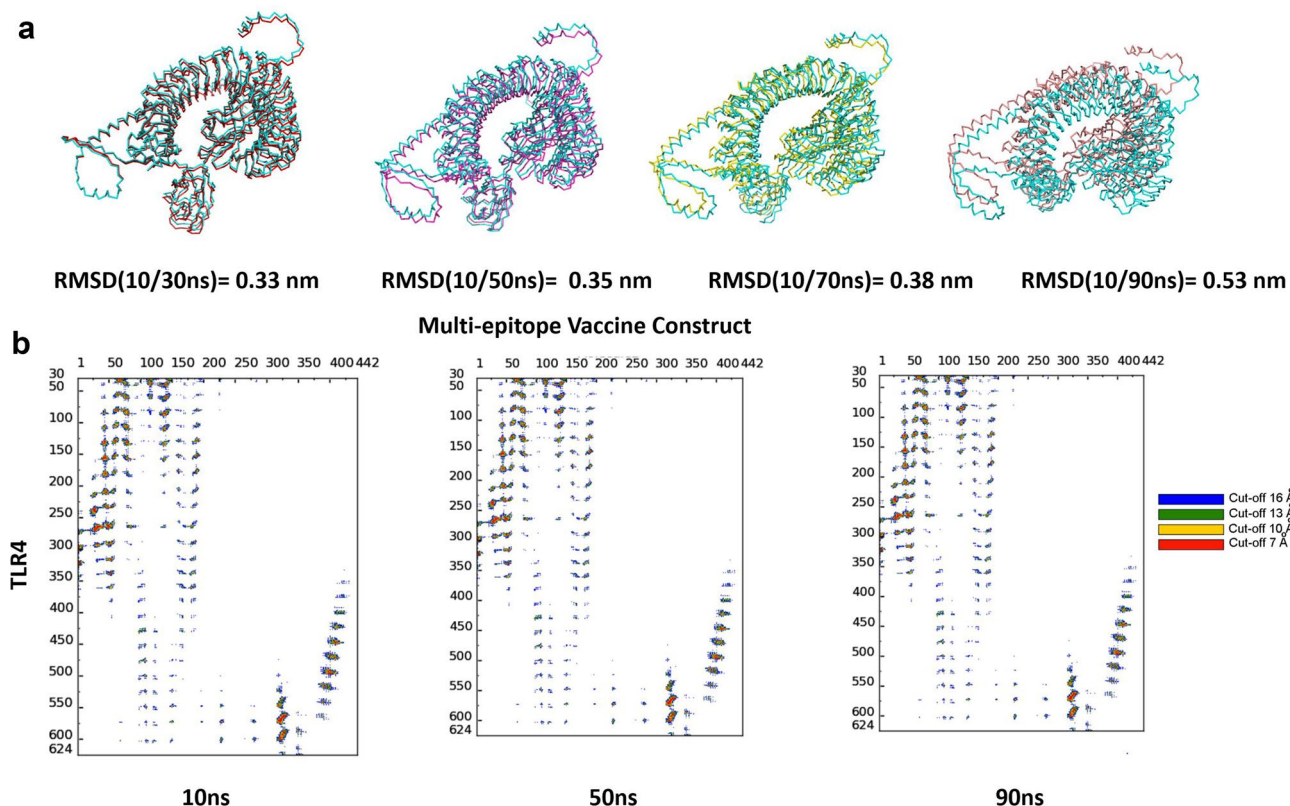 a
RMSD(10/30ns)= 0.33 nm
RMSD(10/50ns)= 0.35 nm
RMSD(10/70ns)= 0.38 nm
RMSD(10/90ns)= 0.53 nm
b
Multi-epitope Vaccine Construct
1 50 100 150 200 250 300 350 400 442
1 50 100 150 200 250 300 350 400 442
1 50 100 150 200 250 300 350 400 442
TLR4
30
50
100
150
200
250
300
350
400
450
500
550
600
624
30
50
100
150
200
250
300
350
400
450
500
550
600
624
30
50
100
150
200
250
300
350
400
450
500
550
600
624
Cut-off 16 Å
Cut-off 13 Å
Cut-off 10 Å
Cut-off 7 Å
10ns
50ns
90ns